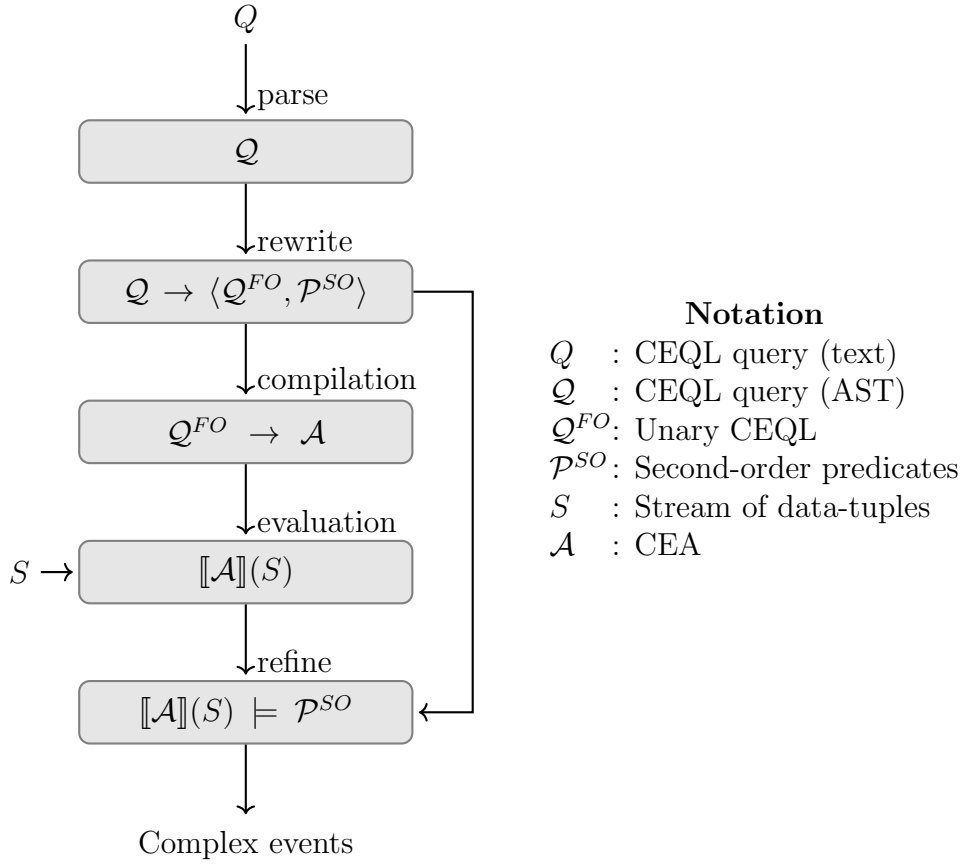 Q
parse
𝒬
rewrite
𝒬 → ⟨𝒬^{FO}, 𝒫^{SO}⟩
compilation
𝒬^{FO} → 𝒜
evaluation
S
⟦𝒜⟧(S)
refine
⟦𝒜⟧(S) ⊨ 𝒫^{SO}
Complex events
Notation
Q : CEQL query (text)
𝒬 : CEQL query (AST)
𝒬^{FO}: Unary CEQL
𝒫^{SO}: Second-order predicates
S : Stream of data-tuples
𝒜 : CEA